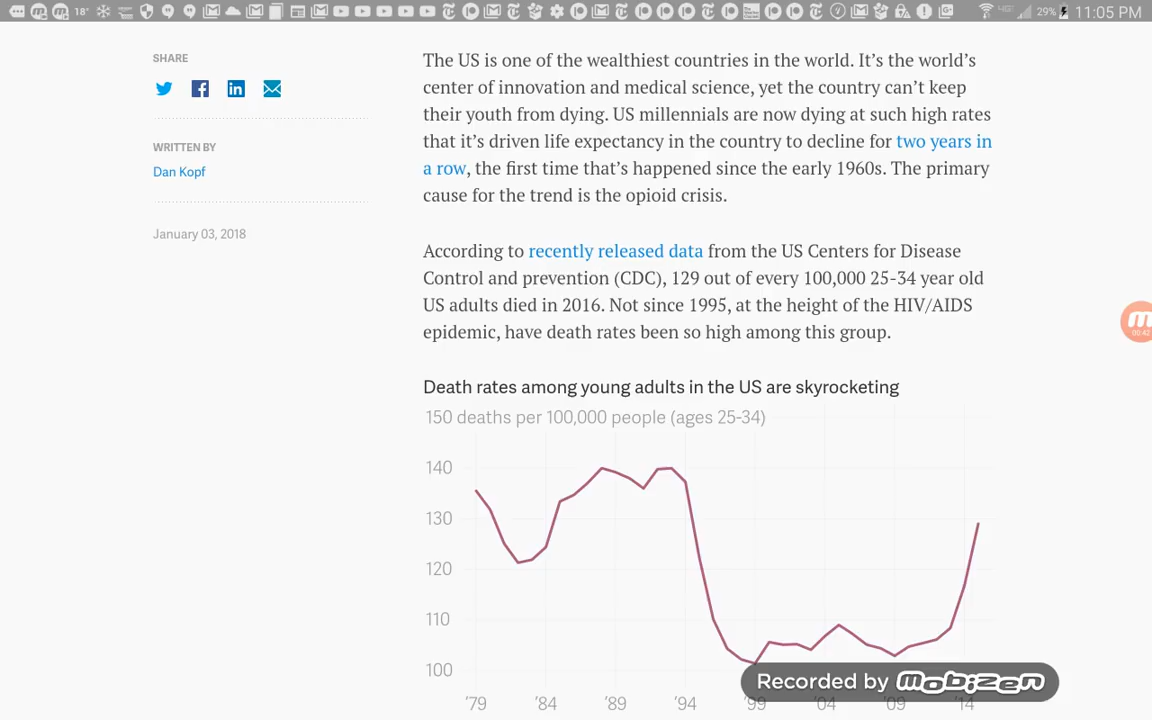 18°
29%
11:05 PM
SHARE
WRITTEN BY
Dan Kopf
January 03, 2018
The US is one of the wealthiest countries in the world. It’s the world’s
center of innovation and medical science, yet the country can’t keep
their youth from dying. US millennials are now dying at such high rates
that it’s driven life expectancy in the country to decline for two years in
a row, the first time that’s happened since the early 1960s. The primary
cause for the trend is the opioid crisis.
According to recently released data from the US Centers for Disease
Control and prevention (CDC), 129 out of every 100,000 25-34 year old
US adults died in 2016. Not since 1995, at the height of the HIV/AIDS
epidemic, have death rates been so high among this group.
00:42
Death rates among young adults in the US are skyrocketing
150 deaths per 100,000 people (ages 25-34)
140
130
120
110
100
’79 ’84 ’89 ’94 ’99 ’04 ’09 ’14
Recorded by mobizen